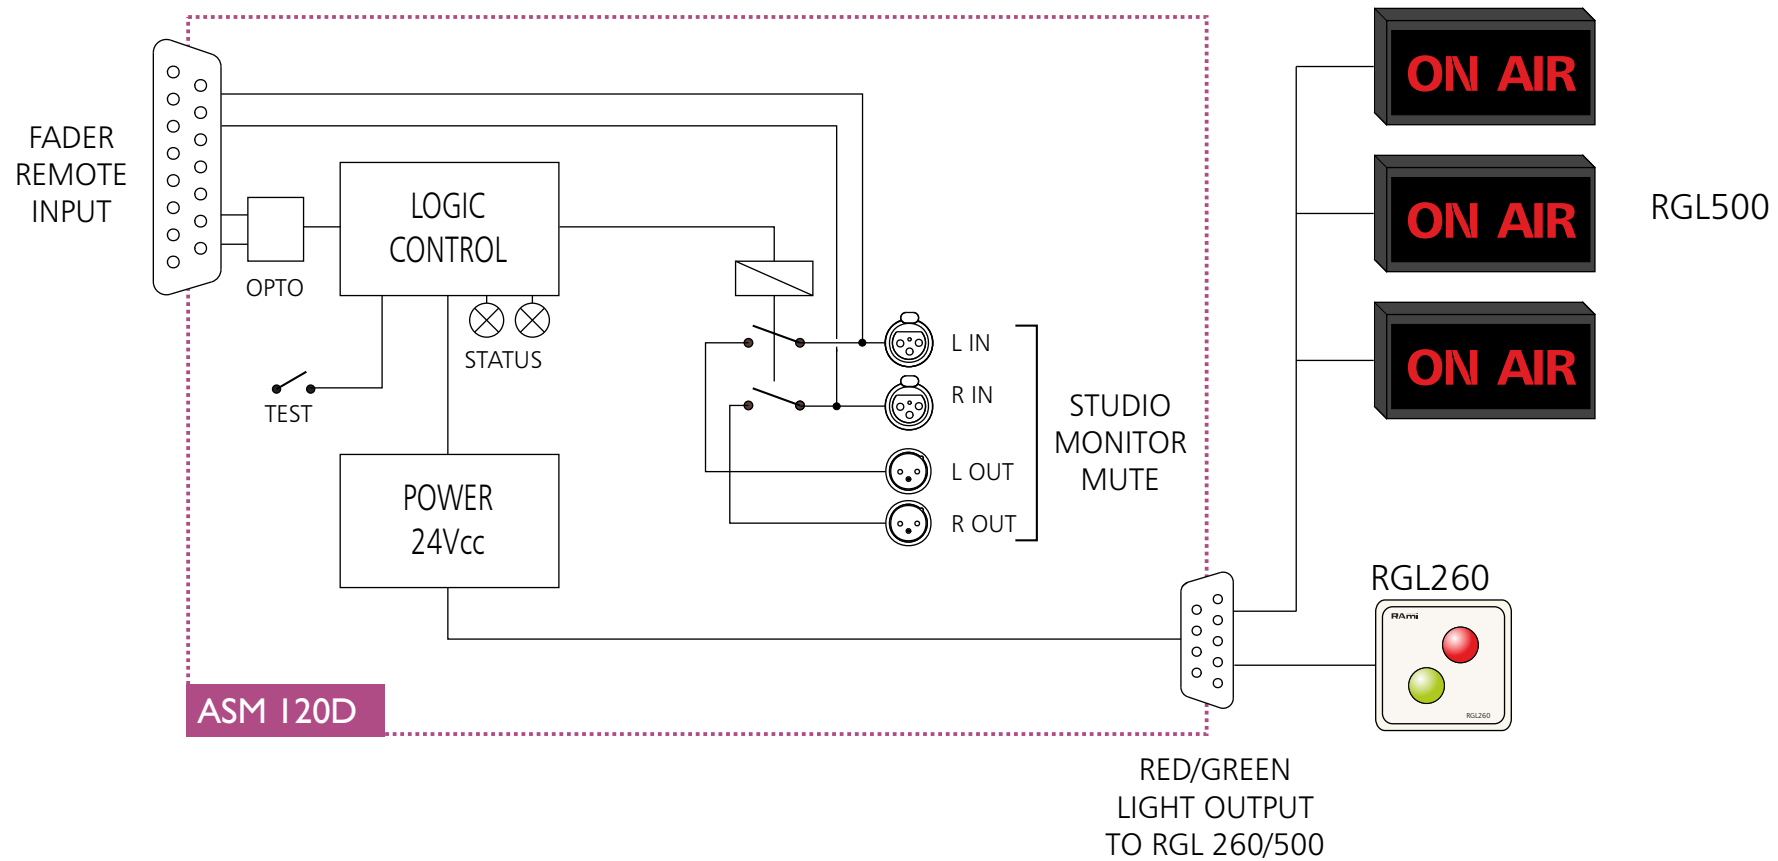 FADER
REMOTE
INPUT
OPTO
LOGIC
CONTROL
STATUS
TEST
POWER
24Vcc
L IN
R IN
L OUT
R OUT
STUDIO
MONITOR
MUTE
ASM 120D
ON AIR
ON AIR
ON AIR
RGL500
RGL260
RAmi
RGL260
RED/GREEN
LIGHT OUTPUT
TO RGL 260/500